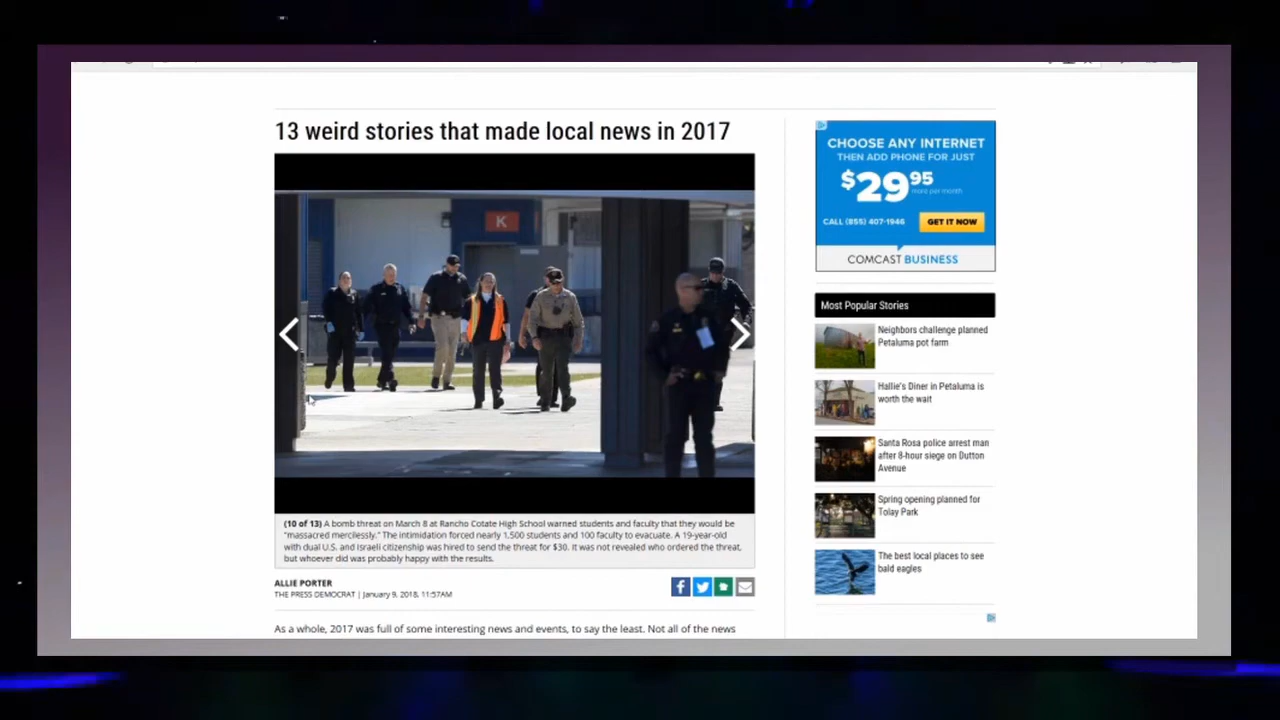 13 weird stories that made local news in 2017
K
(10 of 13) A bomb threat on March 8 at Rancho Cotate High School warned students and faculty that they would be
"massacred mercilessly." The intimidation forced nearly 1,500 students and 100 faculty to evacuate. A 19-year-old
with dual U.S. and Israeli citizenship was hired to send the threat for $30. It was not revealed who ordered the threat,
but whoever did was probably happy with the results.
ALLIE PORTER
THE PRESS DEMOCRAT | January 9, 2018, 11:57AM
As a whole, 2017 was full of some interesting news and events, to say the least. Not all of the news
CHOOSE ANY INTERNET
THEN ADD PHONE FOR JUST
$29.95
more per month
CALL (855) 407-1946
GET IT NOW
COMCAST BUSINESS
Most Popular Stories
Neighbors challenge planned
Petaluma pot farm
Hallie's Diner in Petaluma is
worth the wait
Santa Rosa police arrest man
after 8-hour siege on Dutton
Avenue
Spring opening planned for
Tolay Park
The best local places to see
bald eagles